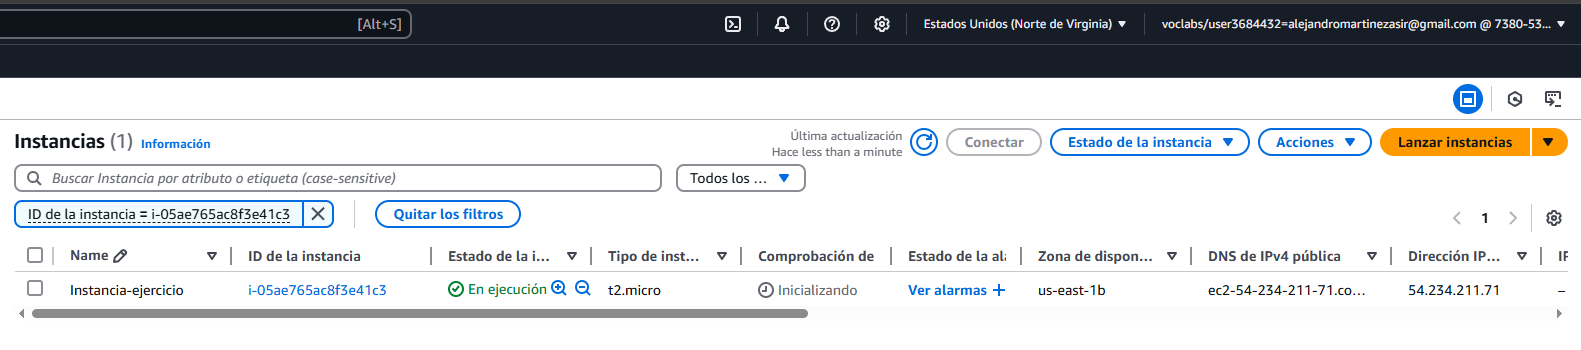 [Alt+S]
Estados Unidos (Norte de Virginia)
voclabs/user3684432=alejandromartinezasir@gmail.com @ 7380-53...
Instancias (1) Información
Última actualización
Hace less than a minute
Conectar
Estado de la instancia
Acciones
Lanzar instancias
Buscar Instancia por atributo o etiqueta (case-sensitive)
Todos los ...
ID de la instancia = i-05ae765ac8f3e41c3
Quitar los filtros
1
Name ID de la instancia Estado de la i... Tipo de inst... Comprobación de Estado de la ala Zona de dispon... DNS de IPv4 pública Dirección IP... IP
Instancia-ejercicio i-05ae765ac8f3e41c3 En ejecución t2.micro Inicializando Ver alarmas + us-east-1b ec2-54-234-211-71.co... 54.234.211.71 –